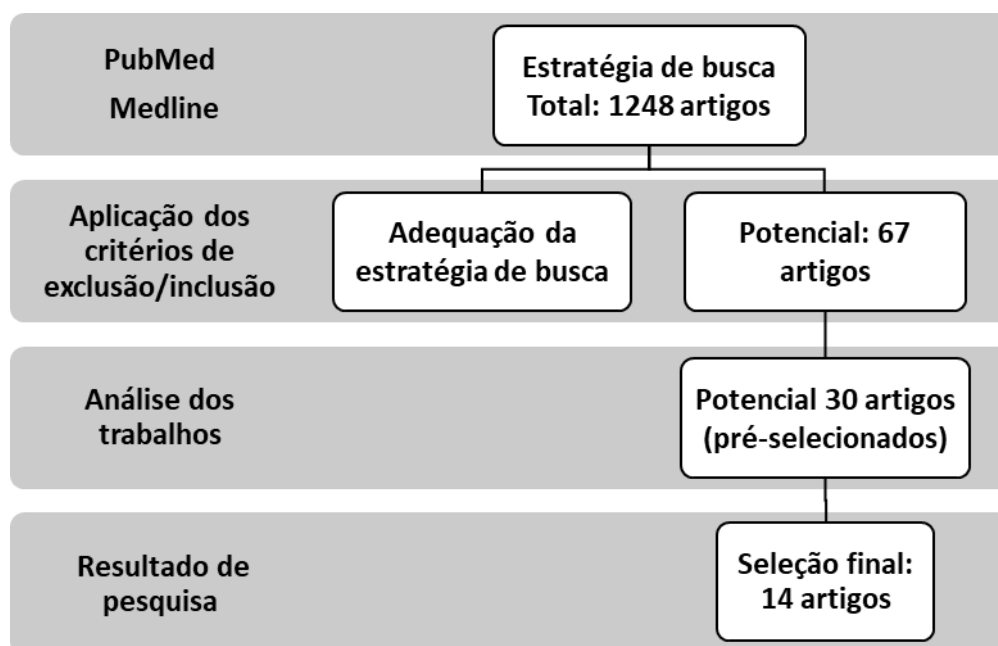 PubMed
Medline
Estratégia de busca
Total: 1248 artigos
Aplicação dos
critérios de
exclusão/inclusão
Adequação da
estratégia de busca
Potencial: 67
artigos
Análise dos
trabalhos
Potencial 30 artigos
(pré-selecionados)
Resultado de
pesquisa
Seleção final:
14 artigos